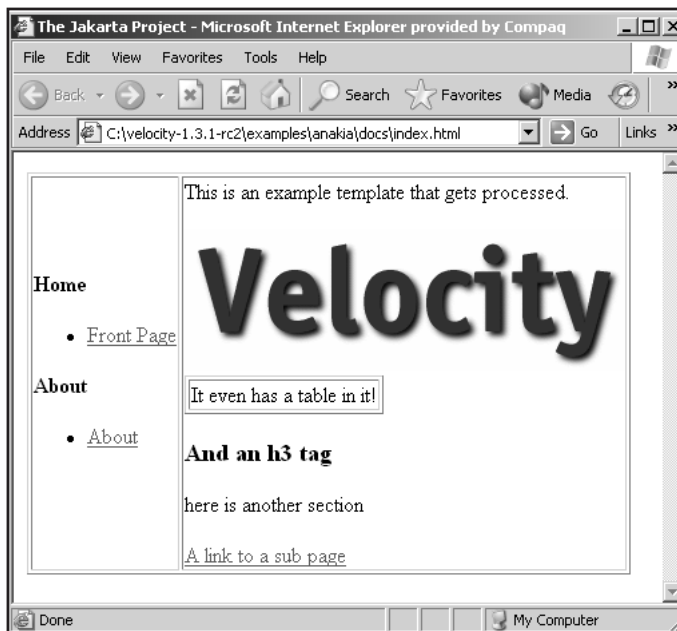 The Jakarta Project - Microsoft Internet Explorer provided by Compaq
File Edit View Favorites Tools Help
Back Search Favorites Media »
Address C:\velocity-1.3.1-rc2\examples\anakia\docs\index.html Go Links »
This is an example template that gets processed.
Velocity
Home
• Front Page
About
• About
It even has a table in it!
And an h3 tag
here is another section
A link to a sub page
Done My Computer